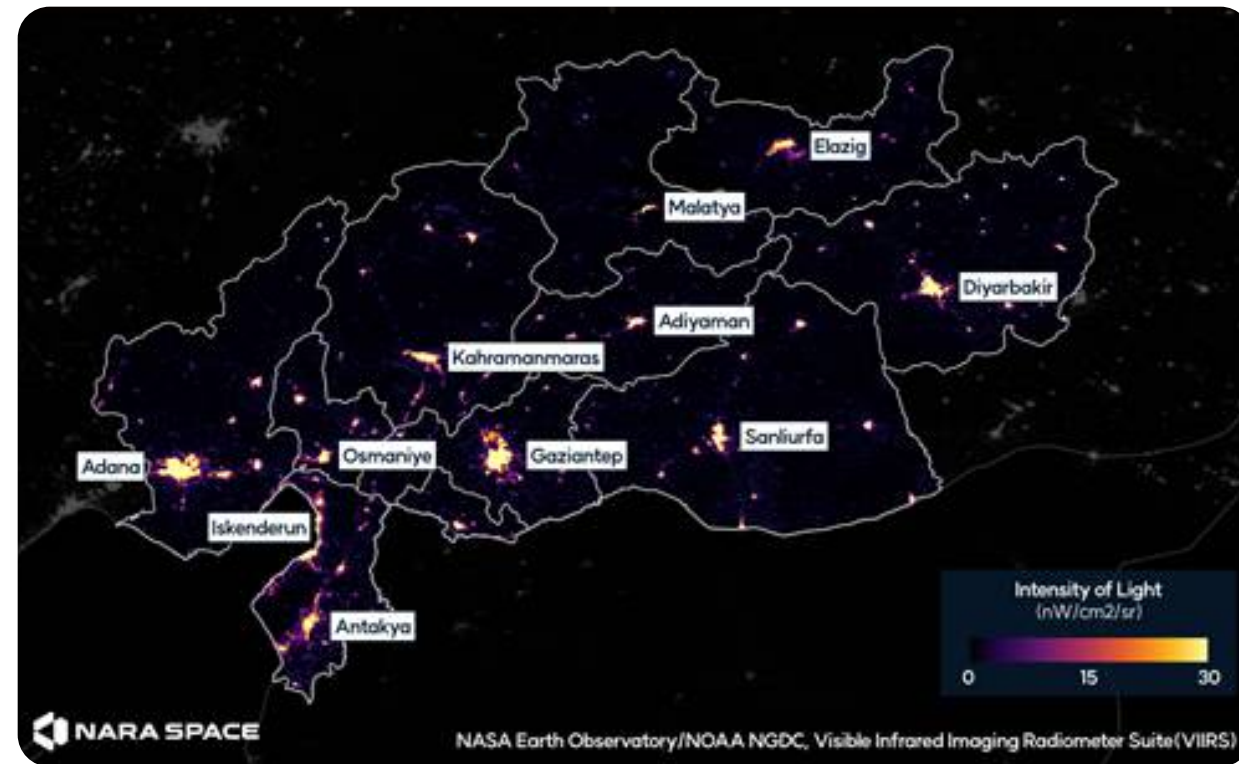 Elazig
Malatya
Diyarbakir
Adiyaman
Kahramanmaras
Sanliurfa
Adana
Osmaniye
Gaziantep
Iskenderun
Antakya
Intensity of Light
(nW/cm2/sr)
0 15 30
NARA SPACE
NASA Earth Observatory/NOAA NGDC, Visible Infrared Imaging Radiometer Suite(VIIRS)